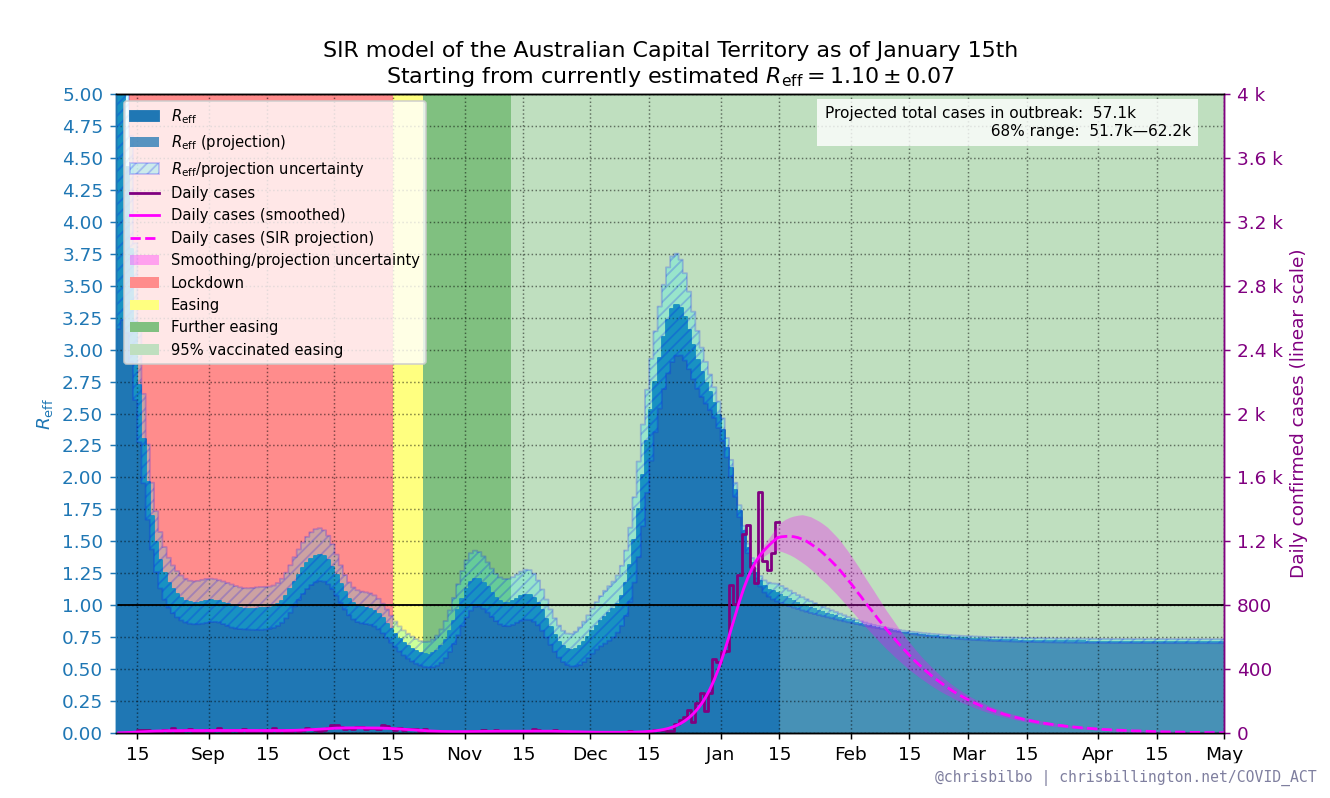 SIR model of the Australian Capital Territory as of January 15th
Starting from currently estimated R_eff = 1.10 ± 0.07
5.00
4.75
4.50
4.25
4.00
3.75
3.50
3.25
3.00
2.75
2.50
2.25
2.00
1.75
1.50
1.25
1.00
0.75
0.50
0.25
0.00
R_eff
R_eff
R_eff (projection)
R_eff/projection uncertainty
Daily cases
Daily cases (smoothed)
Daily cases (SIR projection)
Smoothing/projection uncertainty
Lockdown
Easing
Further easing
95% vaccinated easing
Projected total cases in outbreak: 57.1k
68% range: 51.7k—62.2k
4 k
3.6 k
3.2 k
2.8 k
2.4 k
2 k
1.6 k
1.2 k
800
400
0
Daily confirmed cases (linear scale)
15 Sep 15 Oct 15 Nov 15 Dec 15 Jan 15 Feb 15 Mar 15 Apr 15 May
@chrisbilbo | chrisbillington.net/COVID_ACT